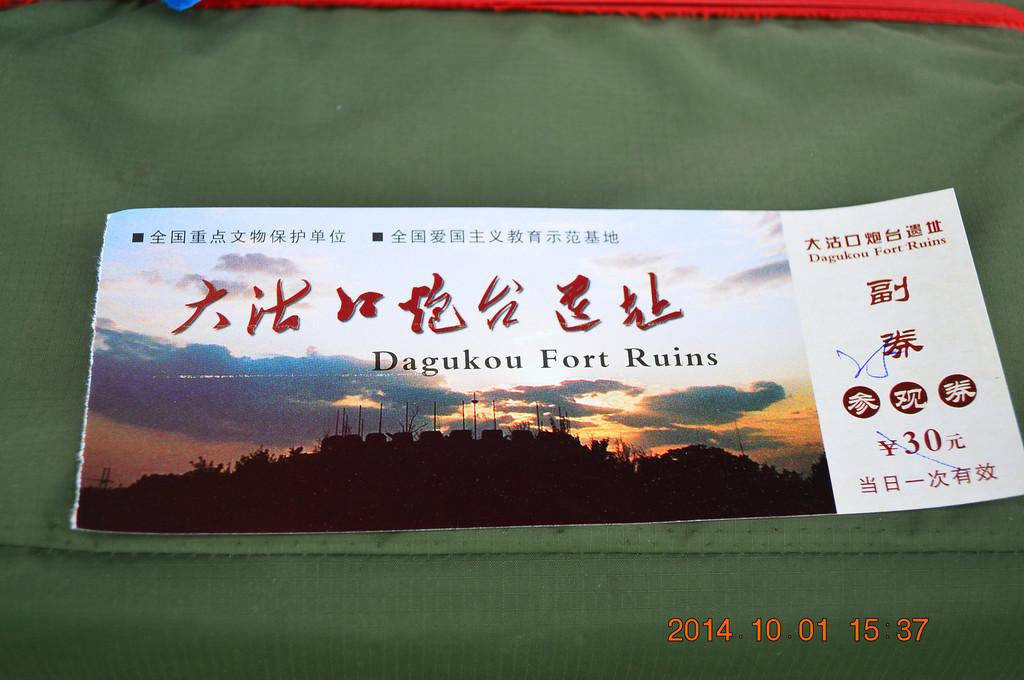 ■全国重点文物保护单位 ■全国爱国主义教育示范基地
大沽口炮台遗址
Dagukou Fort Ruins
大沽口炮台遗址
Dagukou Fort Ruins
副
券
参观券
¥30元
当日一次有效
2014.10.01 15:37